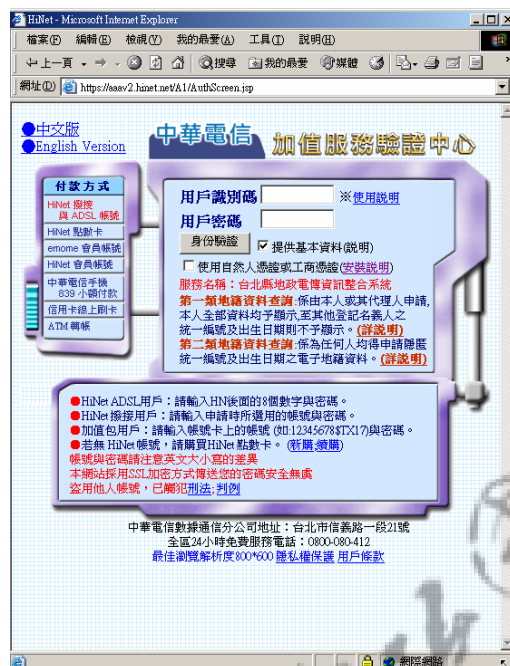 HiNet - Microsoft Internet Explorer
檔案(F) 編輯(E) 檢視(V) 我的最愛(A) 工具(T) 說明(H)
上一頁 搜尋 我的最愛 媒體
網址(D) https://aaav2.hinet.net/A1/AuthScreen.jsp
●中文版
●English Version
中華電信 加值服務驗證中心
付款方式
HiNet 撥接
與 ADSL 帳號
HiNet 點數卡
emome 會員帳號
HiNet 會員帳號
中華電信手機
839 小額付款
信用卡線上刷卡
ATM 轉帳
用戶識別碼 ※使用說明
用戶密碼
身份驗證 提供基本資料(說明)
使用自然人憑證或工商憑證(安裝說明)
服務名稱：台北縣地政電傳資訊整合系統
第一類地籍資料查詢:係由本人或其代理人申請,
本人全部資料均予顯示,至其他登記名義人之
統一編號及出生日期則不予顯示。(詳說明)
第二類地籍資料查詢:係為任何人均得申請隱匿
統一編號及出生日期之電子地籍資料。(詳說明)
●HiNet ADSL用戶：請輸入HN後面的8個數字與密碼。
●HiNet 撥接用戶：請輸入申請時所選用的帳號與密碼。
●加值包用戶：請輸入帳號卡上的帳號 (如:12345678$TX17)與密碼。
●若無 HiNet 帳號，請購買HiNet 點數卡。 (新購,續購)
帳號與密碼請注意英文大小寫的差異
本網站採用SSL加密方式傳送您的密碼安全無慮
盜用他人帳號，已觸犯刑法;判例
中華電信數據通信分公司地址：台北市信義路一段21號
全區24小時免費服務電話：0800-080-412
最佳瀏覽解析度800*600 隱私權保護 用戶條款
網際網路